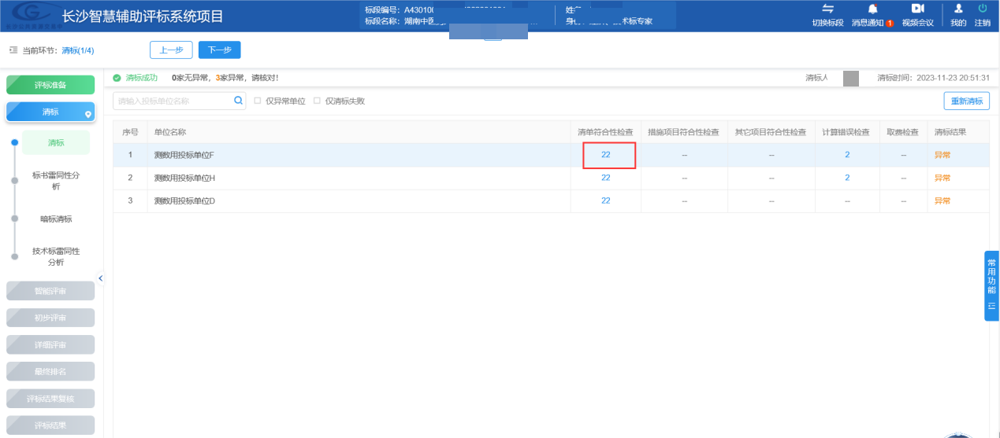 长沙智慧辅助评标系统项目
标段编号：A43010
标段名称：湖南中医
术标专家
切换标段 消息通知 1 视频会议 我的 注销
当前环节：清标(1/4)
上一步 下一步
评标准备
清标
清标
标书雷同性分
析
暗标清标
技术标雷同性
分析
智能评审
初步评审
详细评审
最终排名
评标结果复核
评标结果
清标成功 0家无异常，3家异常，请核对！
清标人 清标时间：2023-11-23 20:51:31
请输入投标单位名称 仅异常单位 仅清标失败 重新清标
序号 单位名称 清单符合性检查 措施项目符合性检查 其它项目符合性检查 计算错误检查 取费检查 清标结果
1 测数用投标单位F 22 -- -- 2 -- 异常
2 测数用投标单位H 22 -- -- 2 -- 异常
3 测数用投标单位D 22 -- -- -- -- 异常
常用功能